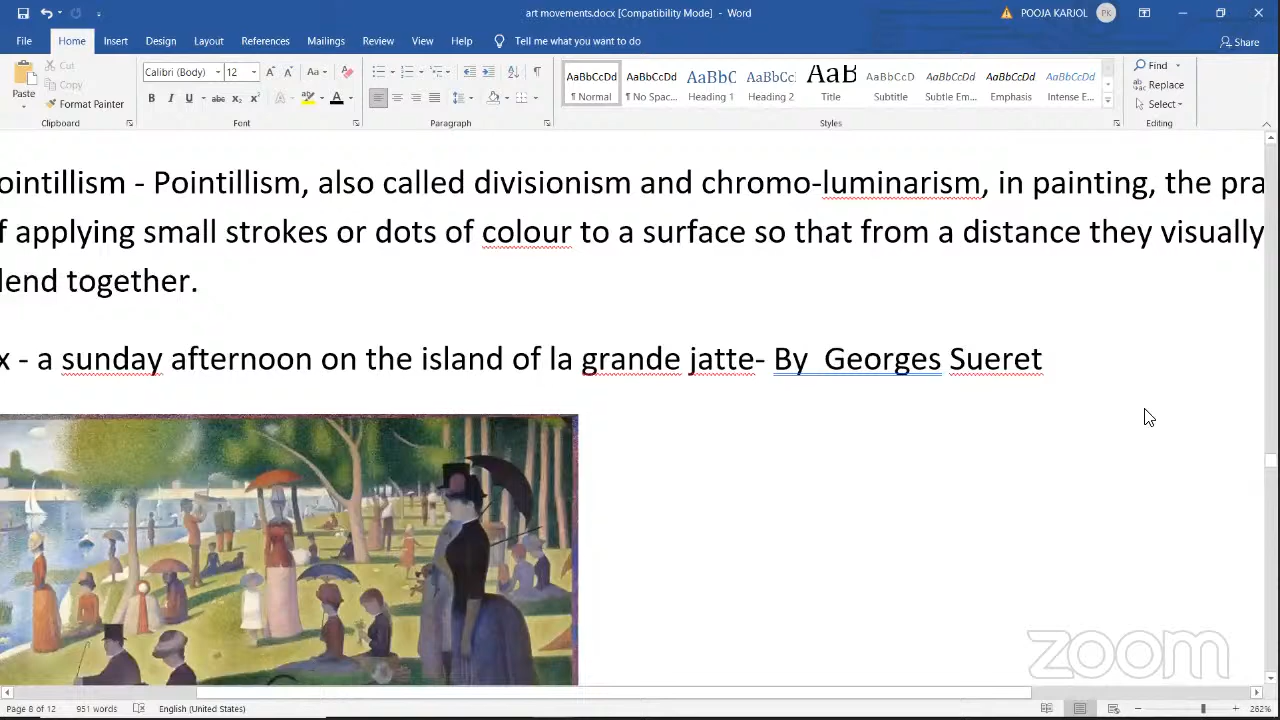 art movements.docx [Compatibility Mode] - Word
POOJA KARJOL
PK
File Home Insert Design Layout References Mailings Review View Help Tell me what you want to do
Share
Paste
Cut
Copy
Format Painter
Clipboard
Calibri (Body) 12
Font
Paragraph
AaBbCcDd AaBbCcDd AaBbC AaBbCc. AaB AaBbCcDd AaBbCcDd AaBbCcDd AaBbCcDd
¶ Normal ¶ No Spac... Heading 1 Heading 2 Title Subtitle Subtle Em... Emphasis Intense E...
Styles
Find
Replace
Select
Editing
ointillism - Pointillism, also called divisionism and chromo-luminarism, in painting, the pra
f applying small strokes or dots of colour to a surface so that from a distance they visually
lend together.
x - a sunday afternoon on the island of la grande jatte- By  Georges Sueret
zoom
Page 8 of 12 951 words English (United States)
262%